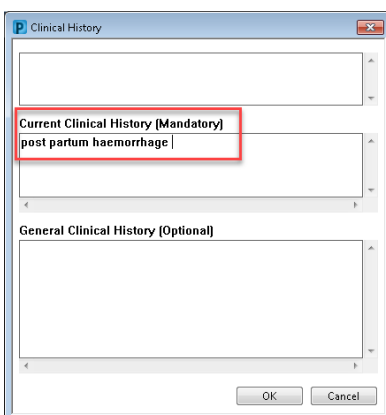 P Clinical History
Current Clinical History (Mandatory)
post partum haemorrhage
General Clinical History (Optional)
OK Cancel